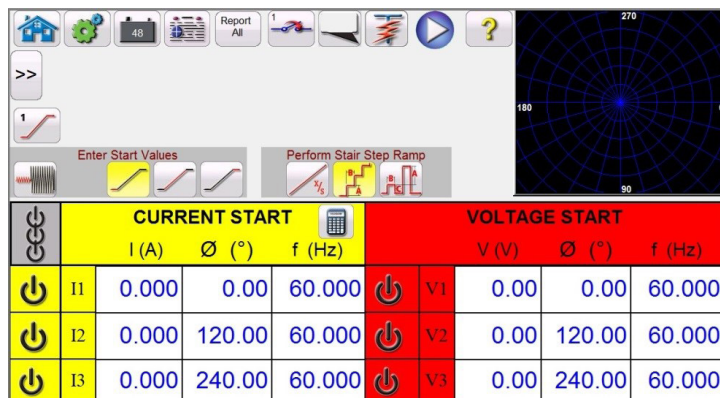 48
Report
All
1
?
270
>>
180
1
Enter Start Values
Perform Stair Step Ramp
X/s
B
A
B
A
C
90
CURRENT START
VOLTAGE START
I (A) Ø (°) f (Hz)
V (V) Ø (°) f (Hz)
I1 0.000 0.00 60.000 V1 0.00 0.00 60.000
I2 0.000 120.00 60.000 V2 0.00 120.00 60.000
I3 0.000 240.00 60.000 V3 0.00 240.00 60.000